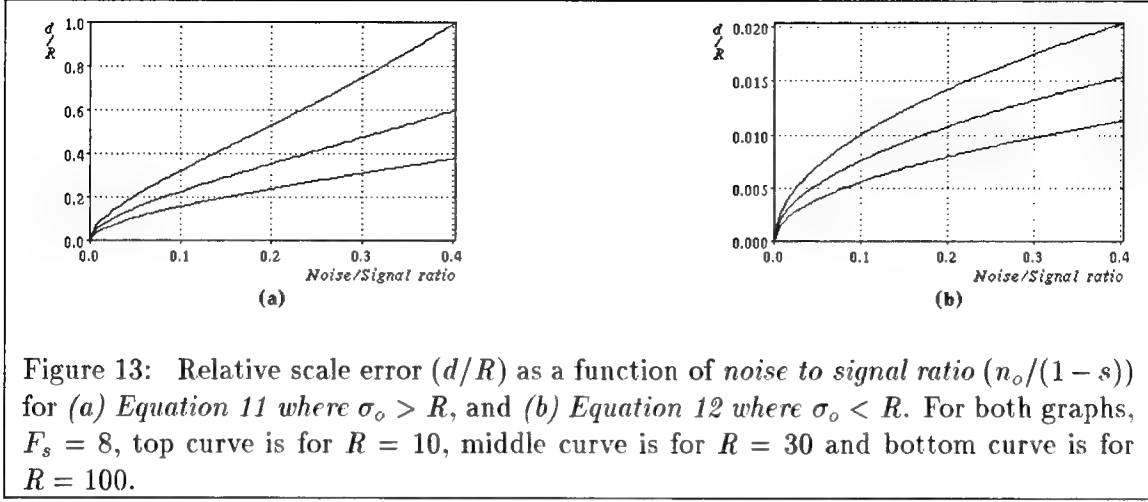 d/R 1.0
0.8
0.6
0.4
0.2
0.0
0.0 0.1 0.2 0.3 0.4
Noise/Signal ratio
(a)
d/R 0.020
0.015
0.010
0.005
0.000
0.0 0.1 0.2 0.3 0.4
Noise/Signal ratio
(b)
Figure 13: Relative scale error (d/R) as a function of noise to signal ratio (nₒ/(1 − s))
for (a) Equation 11 where σₒ > R, and (b) Equation 12 where σₒ < R. For both graphs,
Fₛ = 8, top curve is for R = 10, middle curve is for R = 30 and bottom curve is for
R = 100.